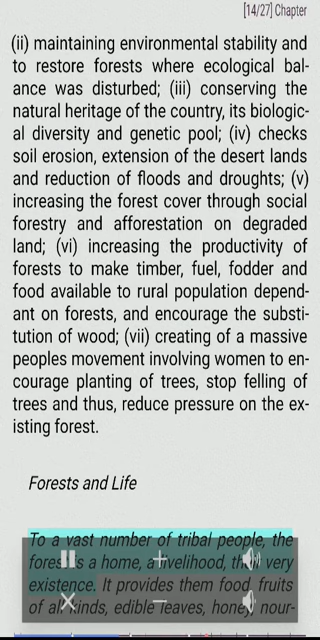 [14/27] Chapter
(ii) maintaining environmental stability and
to restore forests where ecological bal-
ance was disturbed; (iii) conserving the
natural heritage of the country, its biologic-
al diversity and genetic pool; (iv) checks
soil erosion, extension of the desert lands
and reduction of floods and droughts; (v)
increasing the forest cover through social
forestry and afforestation on degraded
land; (vi) increasing the productivity of
forests to make timber, fuel, fodder and
food available to rural population depend-
ant on forests, and encourage the substi-
tution of wood; (vii) creating of a massive
peoples movement involving women to en-
courage planting of trees, stop felling of
trees and thus, reduce pressure on the ex-
isting forest.
Forests and Life
To a vast number of tribal people, the
forest is a home, a livelihood, their very
existence. It provides them food, fruits
of all kinds, edible leaves, honey, nour-